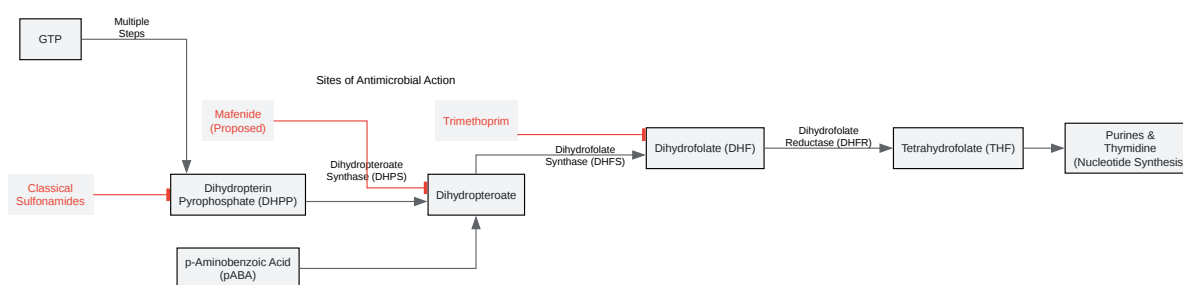 GTP
Multiple
Steps
Sites of Antimicrobial Action
Mafenide
(Proposed)
Trimethoprim
Classical
Sulfonamides
Dihydropterin
Pyrophosphate (DHPP)
Dihydropteroate
Synthase (DHPS)
Dihydropteroate
Dihydrofolate
Synthase (DHFS)
Dihydrofolate (DHF)
Dihydrofolate
Reductase (DHFR)
Tetrahydrofolate (THF)
Purines &
Thymidine
(Nucleotide Synthesis)
p-Aminobenzoic Acid
(pABA)